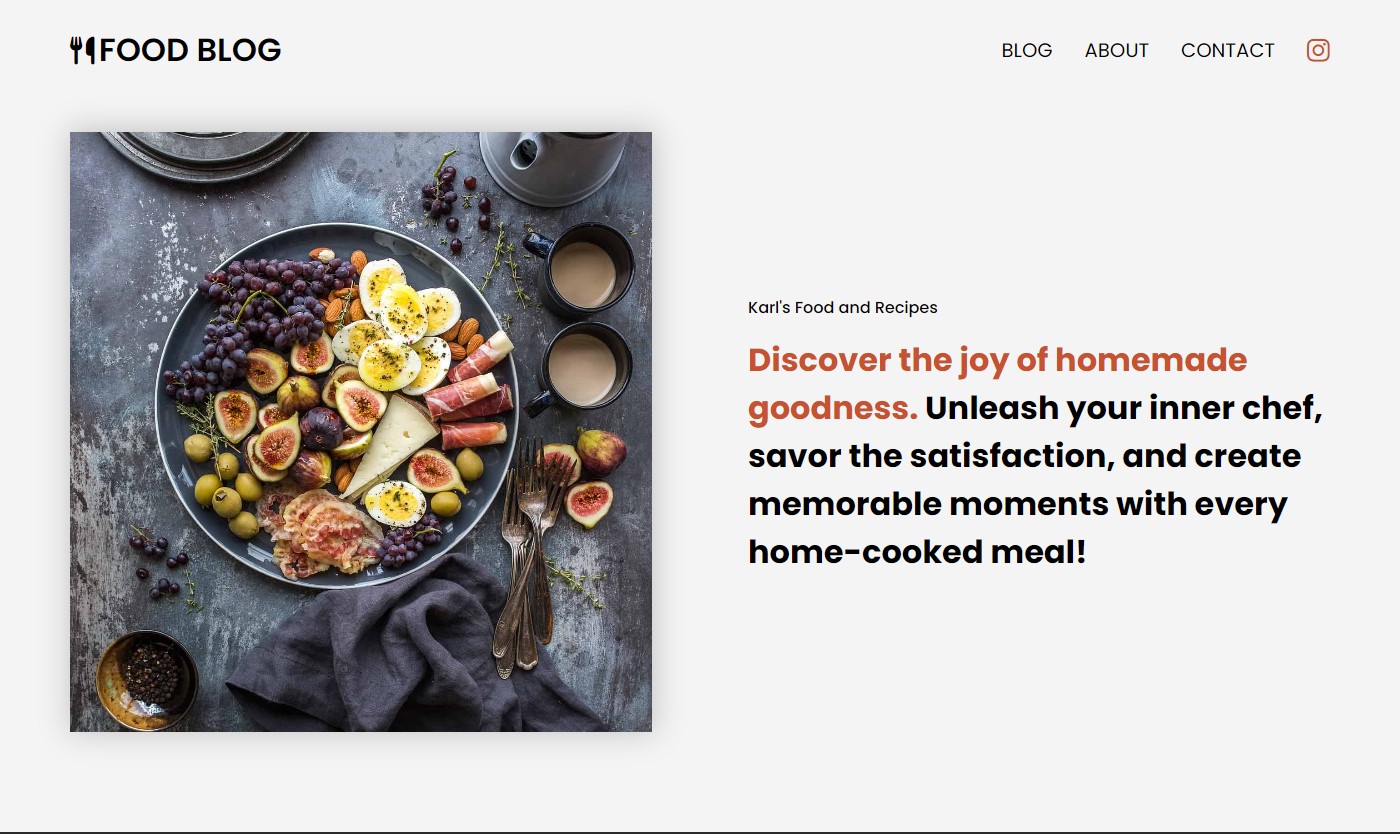 FOOD BLOG
BLOG ABOUT CONTACT
Karl's Food and Recipes
Discover the joy of homemade
goodness. Unleash your inner chef,
savor the satisfaction, and create
memorable moments with every
home-cooked meal!